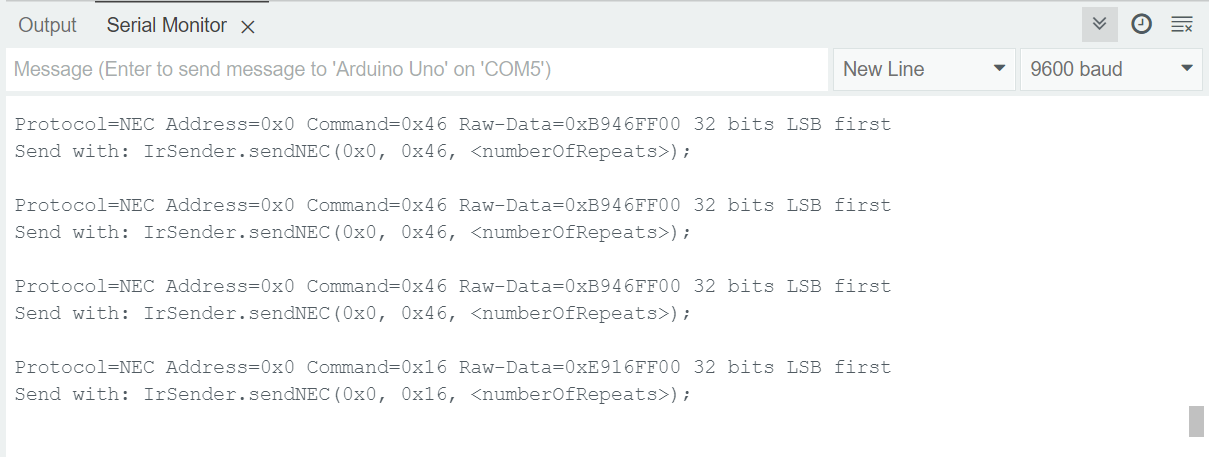 Output Serial Monitor ×
Message (Enter to send message to 'Arduino Uno' on 'COM5') New Line 9600 baud
Protocol=NEC Address=0x0 Command=0x46 Raw-Data=0xB946FF00 32 bits LSB first
Send with: IrSender.sendNEC(0x0, 0x46, <numberOfRepeats>);
Protocol=NEC Address=0x0 Command=0x46 Raw-Data=0xB946FF00 32 bits LSB first
Send with: IrSender.sendNEC(0x0, 0x46, <numberOfRepeats>);
Protocol=NEC Address=0x0 Command=0x46 Raw-Data=0xB946FF00 32 bits LSB first
Send with: IrSender.sendNEC(0x0, 0x46, <numberOfRepeats>);
Protocol=NEC Address=0x0 Command=0x16 Raw-Data=0xE916FF00 32 bits LSB first
Send with: IrSender.sendNEC(0x0, 0x16, <numberOfRepeats>);